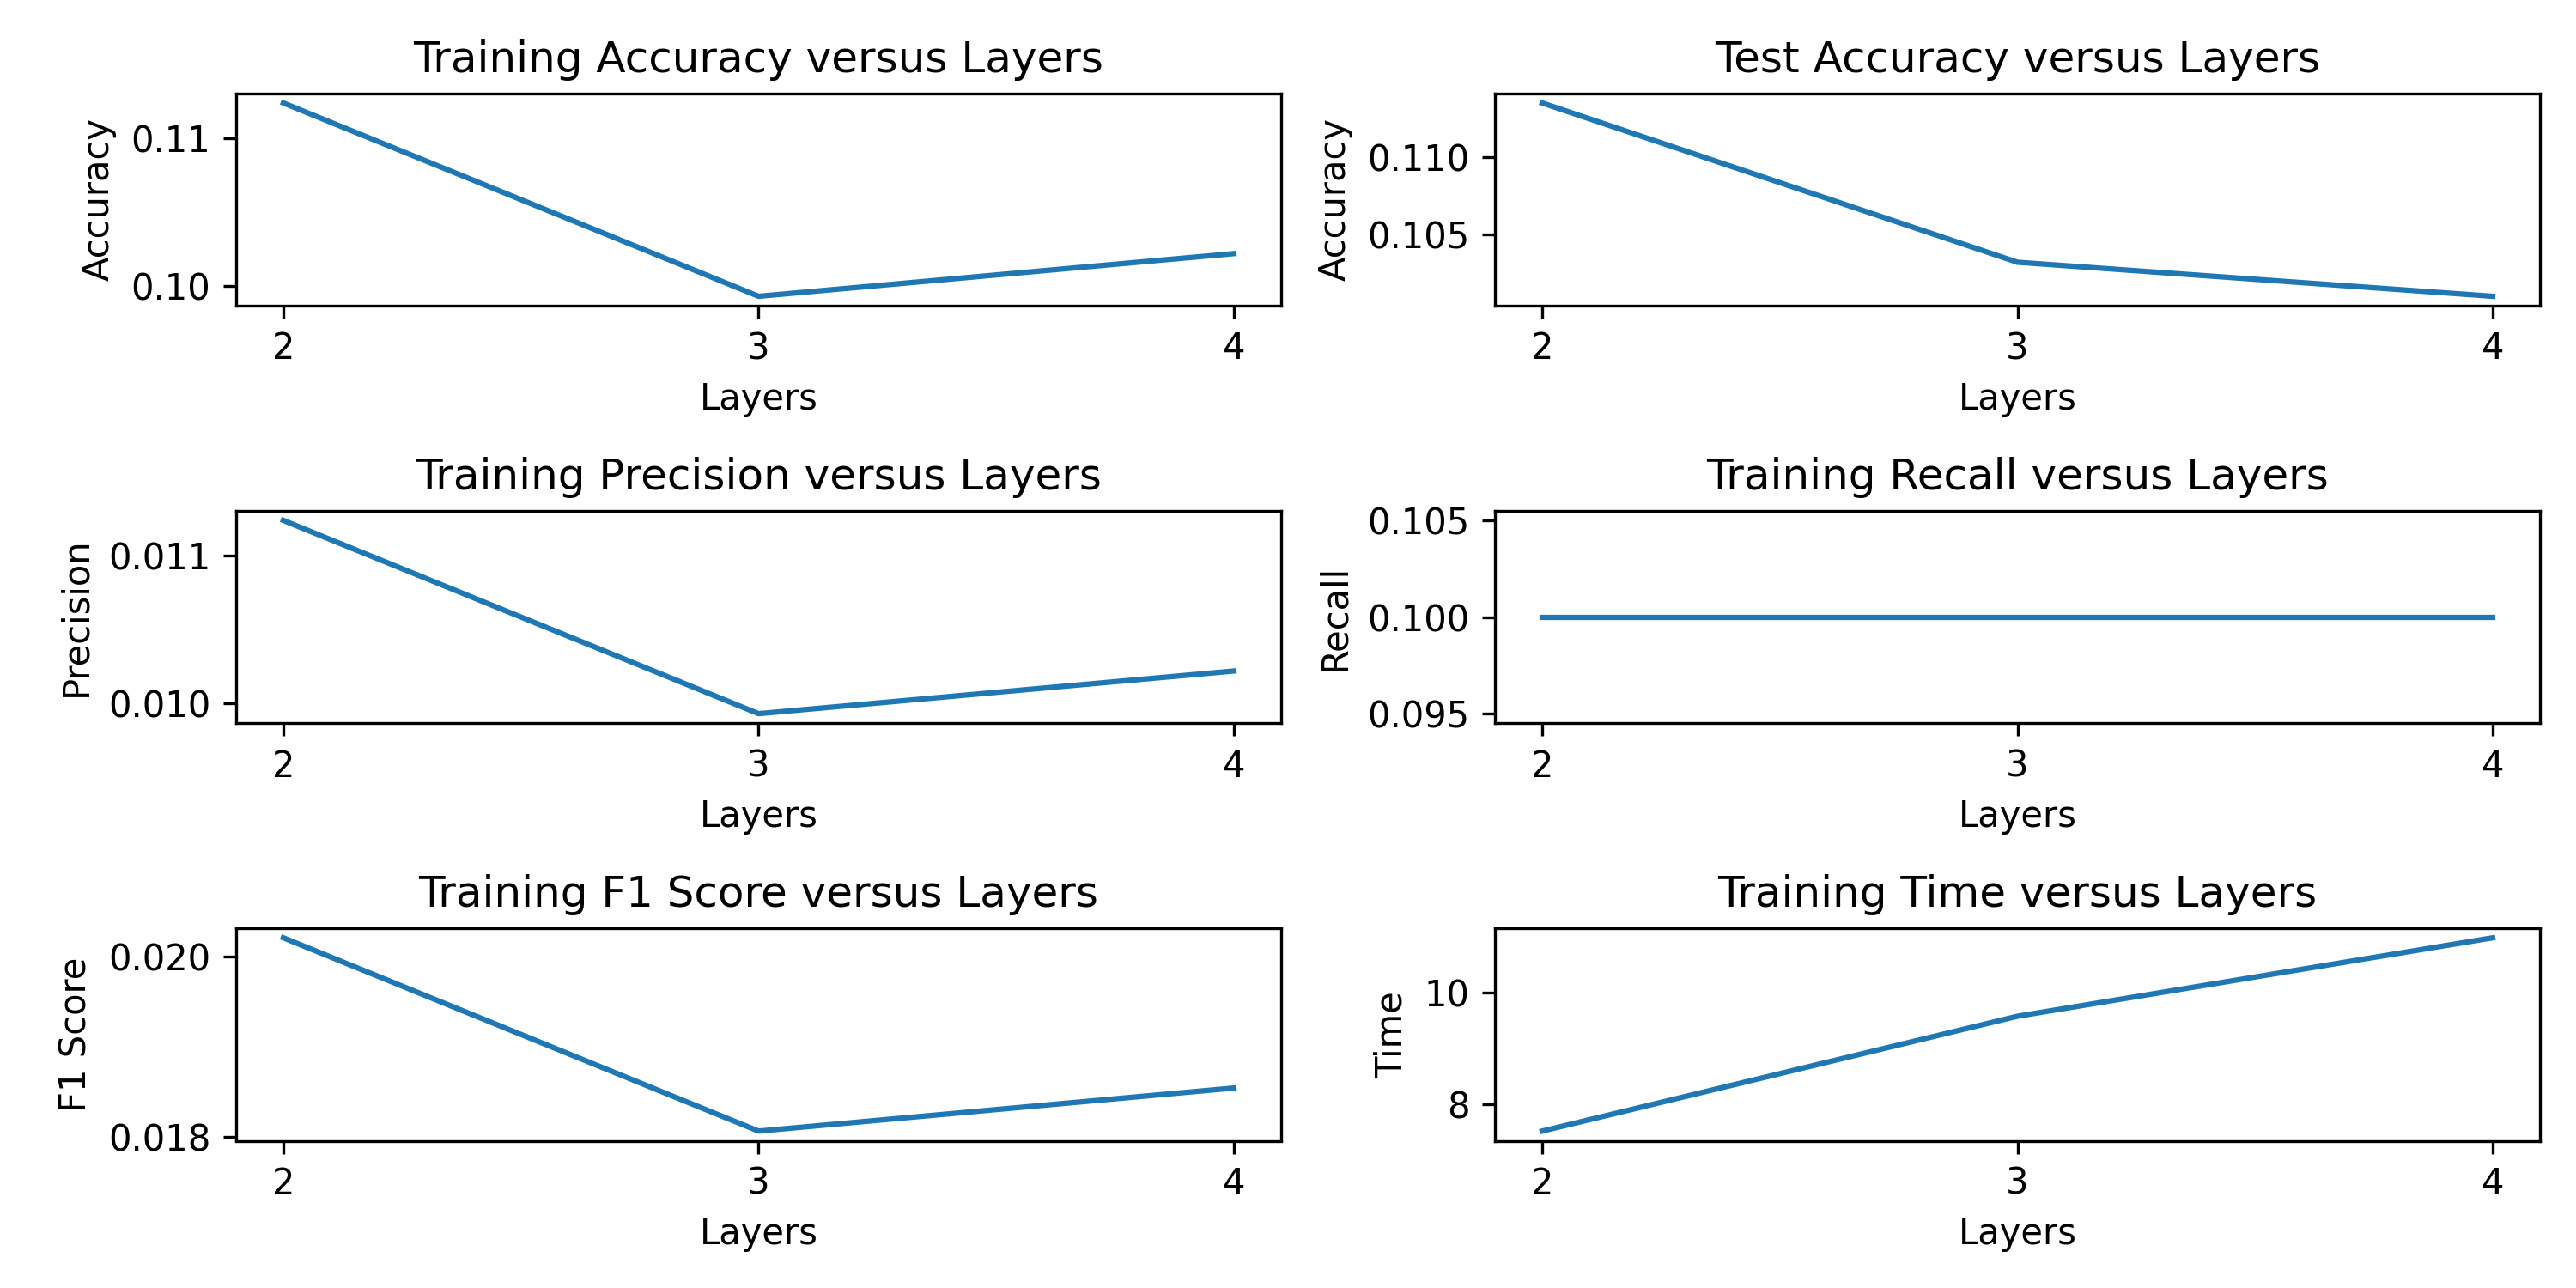 Training Accuracy versus Layers
Accuracy
0.11
0.10
2 3 4
Layers
Test Accuracy versus Layers
Accuracy
0.110
0.105
2 3 4
Layers
Training Precision versus Layers
Precision
0.011
0.010
2 3 4
Layers
Training Recall versus Layers
Recall
0.105
0.100
0.095
2 3 4
Layers
Training F1 Score versus Layers
F1 Score
0.020
0.018
2 3 4
Layers
Training Time versus Layers
Time
10
8
2 3 4
Layers